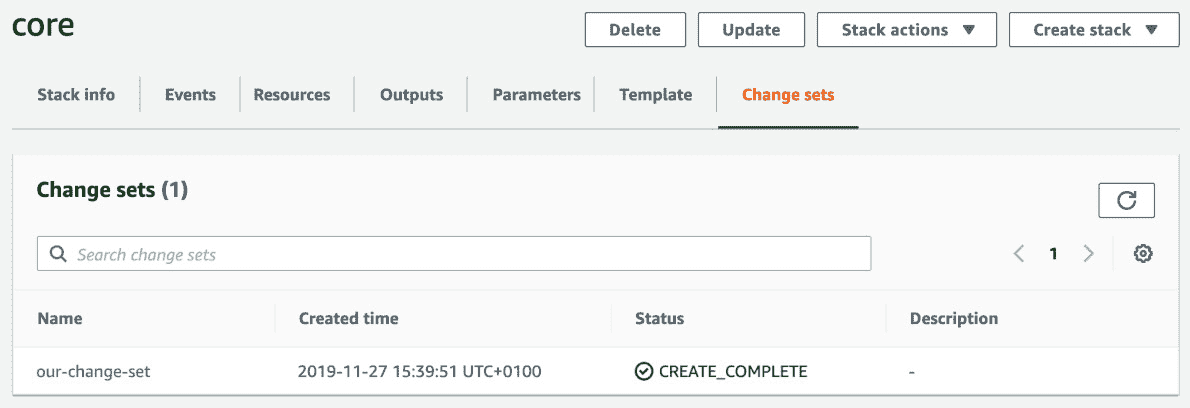 core
Delete Update Stack actions Create stack
Stack info Events Resources Outputs Parameters Template Change sets
Change sets (1)
Search change sets
1
Name Created time Status Description
our-change-set 2019-11-27 15:39:51 UTC+0100 CREATE_COMPLETE -